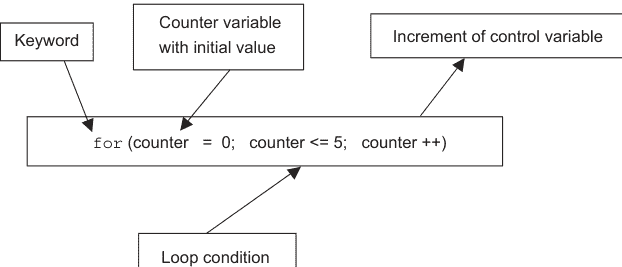 Keyword
Counter variable
with initial value
Increment of control variable
for (counter = 0; counter <= 5; counter ++)
Loop condition